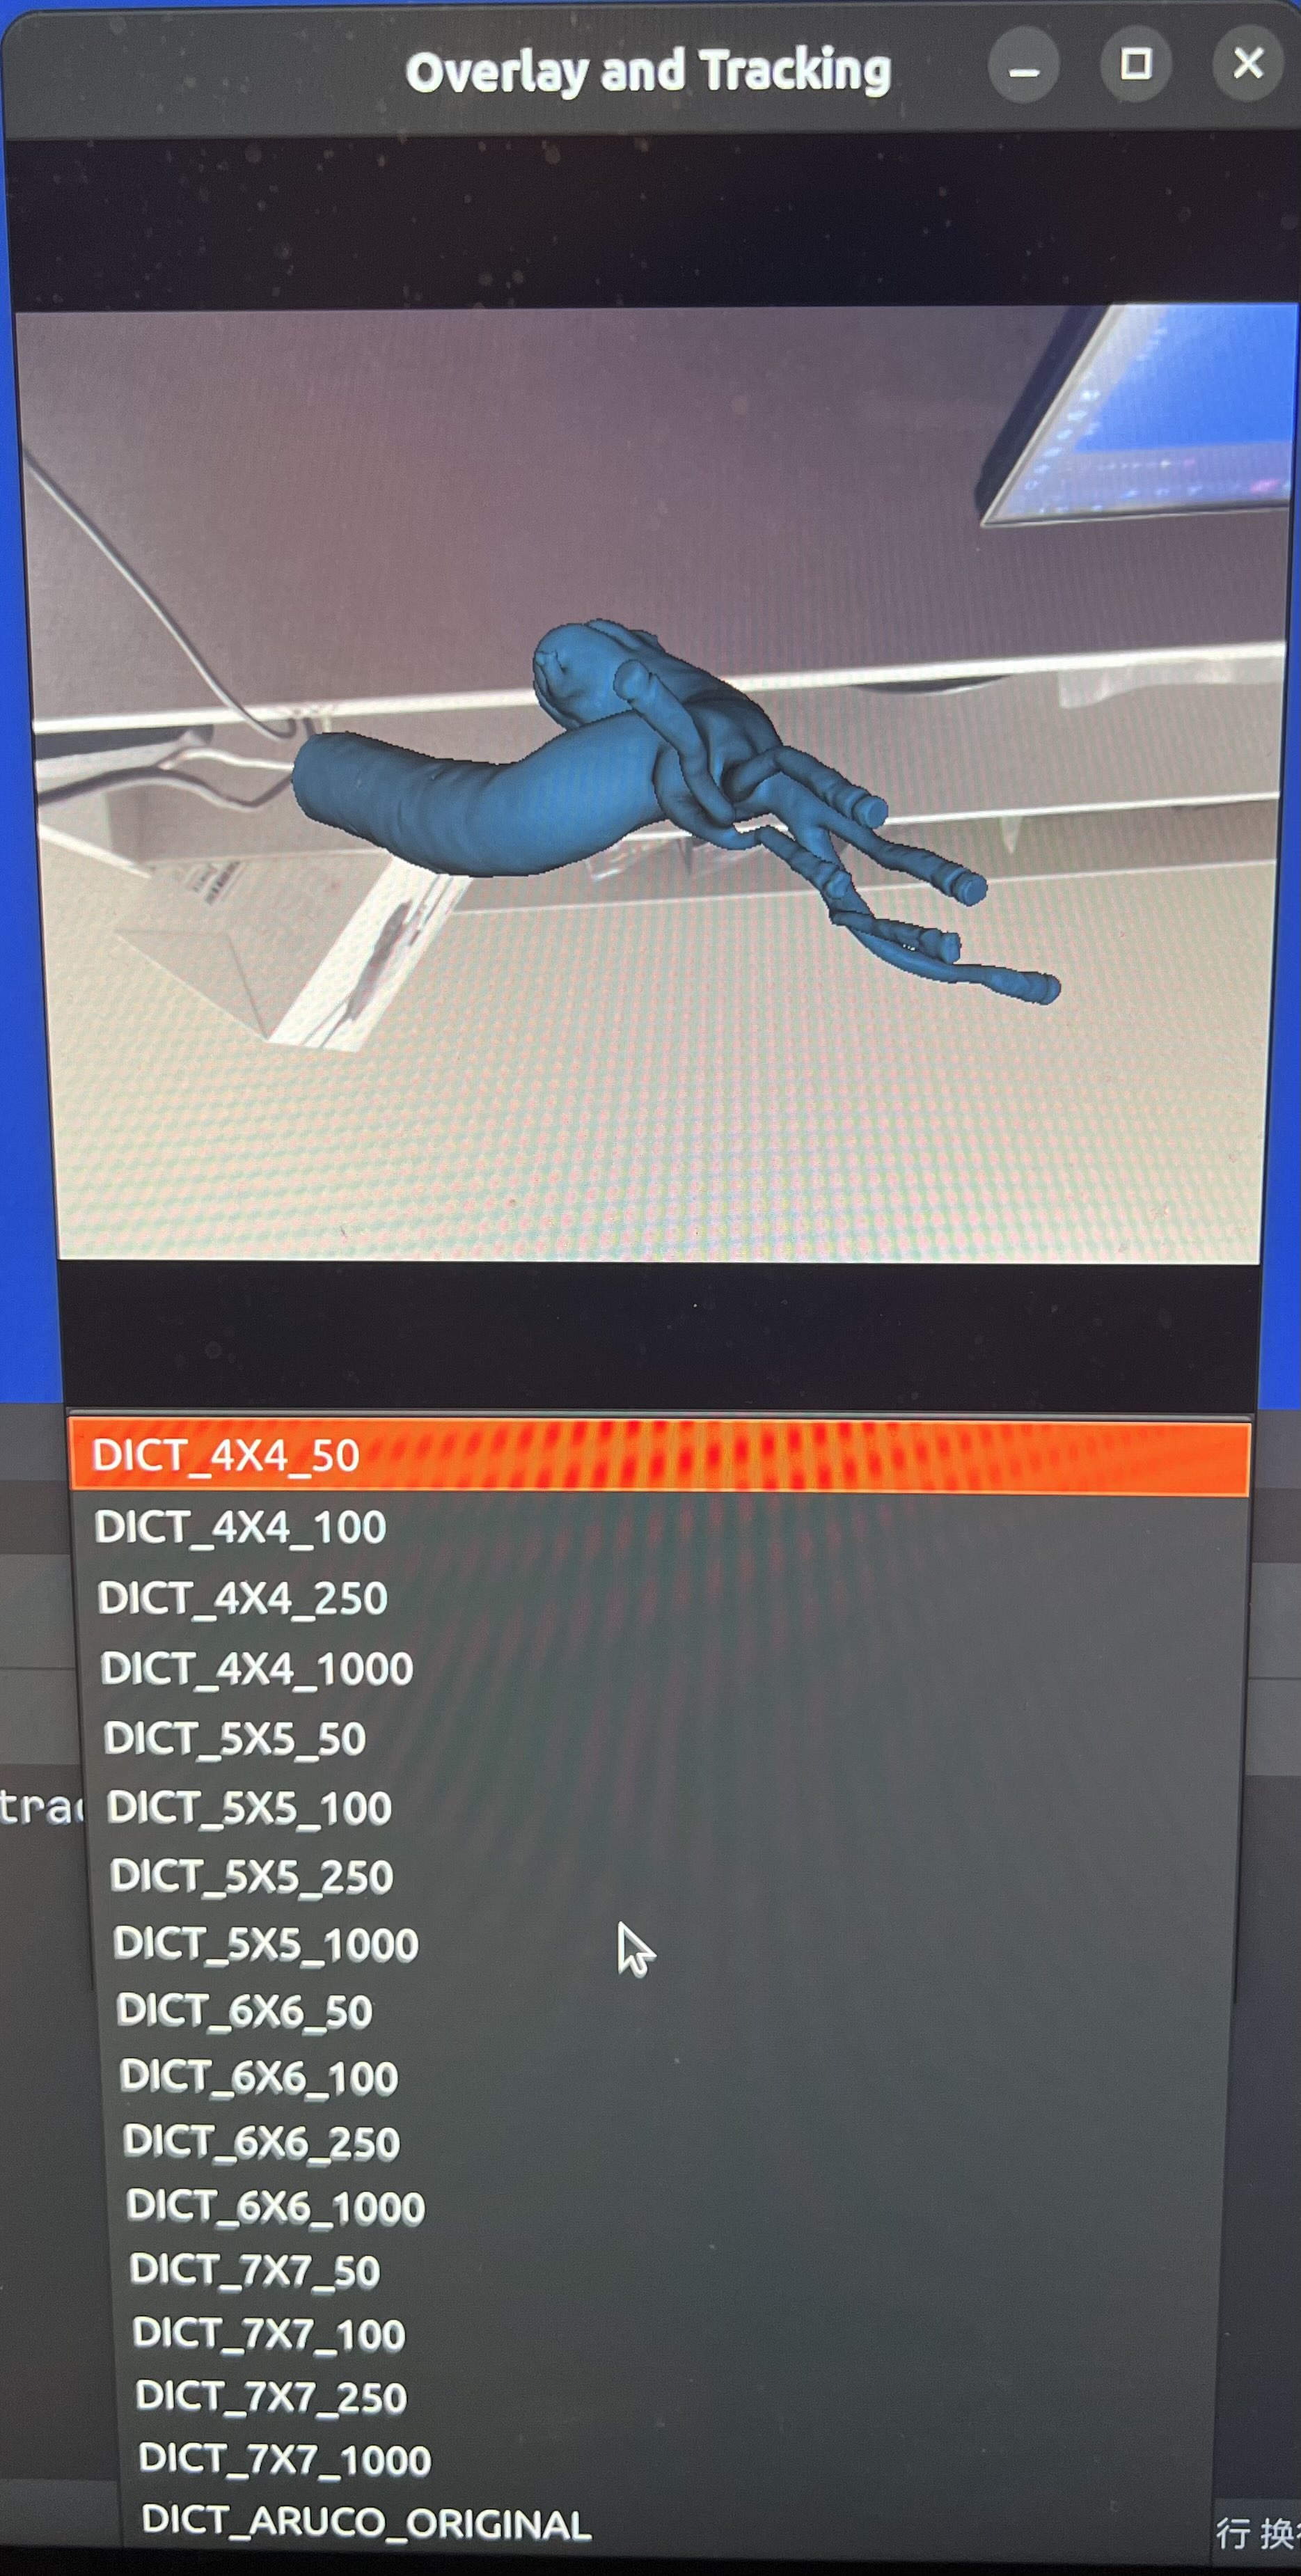 Overlay and Tracking
DICT_4X4_50
DICT_4X4_100
DICT_4X4_250
DICT_4X4_1000
DICT_5X5_50
DICT_5X5_100
DICT_5X5_250
DICT_5X5_1000
DICT_6X6_50
DICT_6X6_100
DICT_6X6_250
DICT_6X6_1000
DICT_7X7_50
DICT_7X7_100
DICT_7X7_250
DICT_7X7_1000
DICT_ARUCO_ORIGINAL
行 换